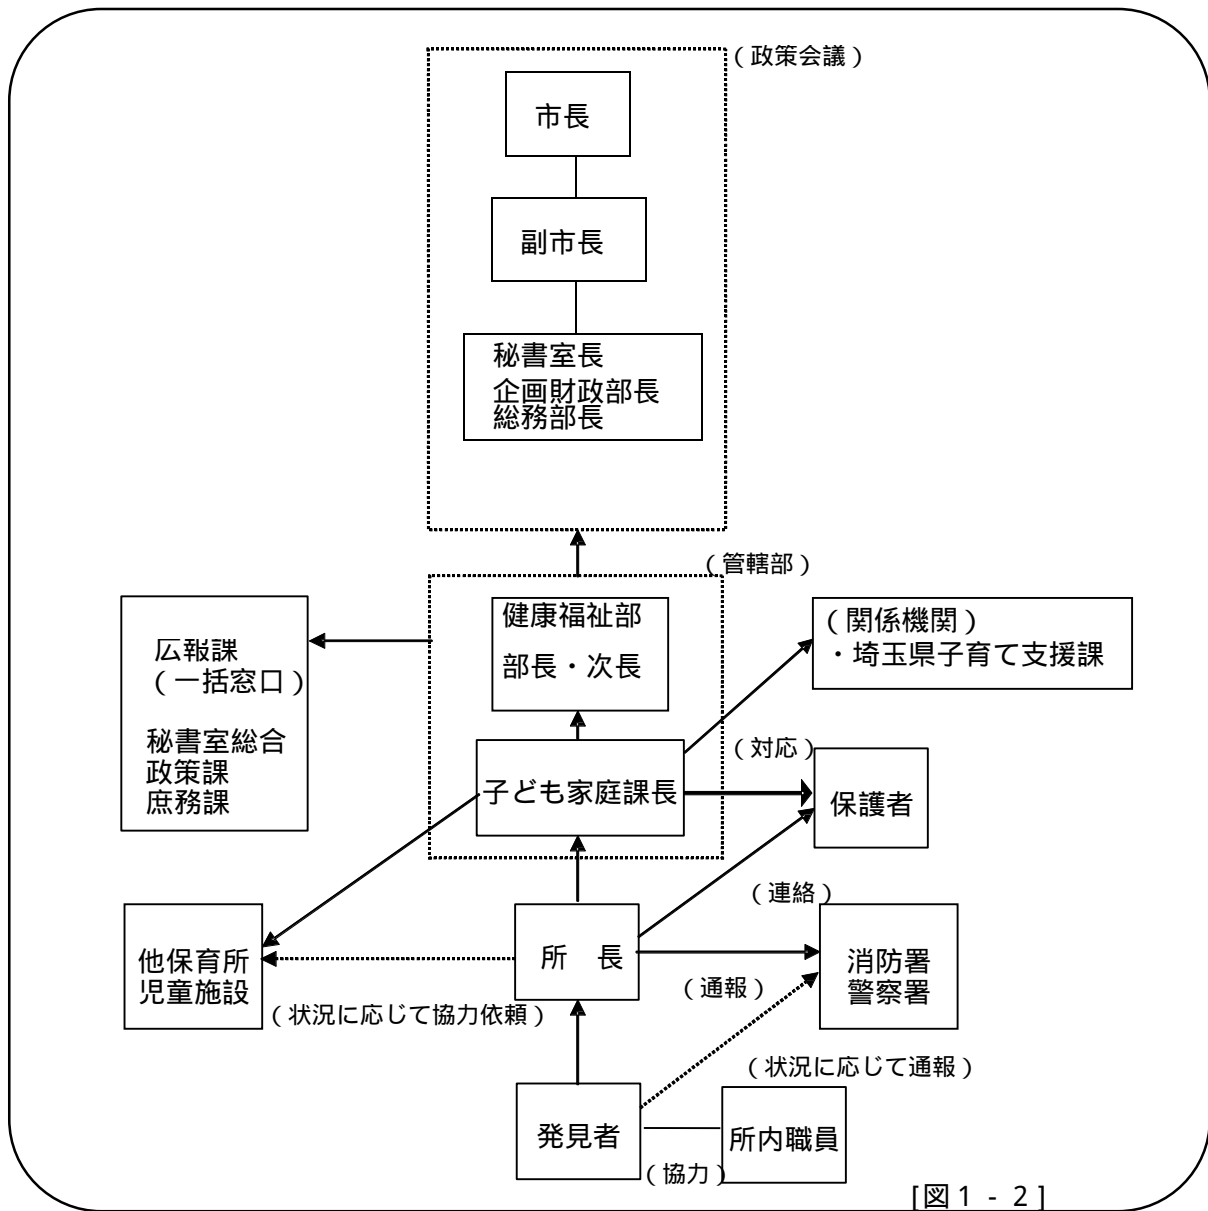 （政策会議）
市長
副市長
秘書室長
企画財政部長
総務部長
（管轄部）
健康福祉部
部長・次長
広報課
（一括窓口）
秘書室総合
政策課
庶務課
（関係機関）
・埼玉県子育て支援課
（対応）
子ども家庭課長
保護者
（連絡）
他保育所
児童施設
所　長
消防署
警察署
（通報）
（状況に応じて協力依頼）
（状況に応じて通報）
発見者
所内職員
（協力）
[図１-２]